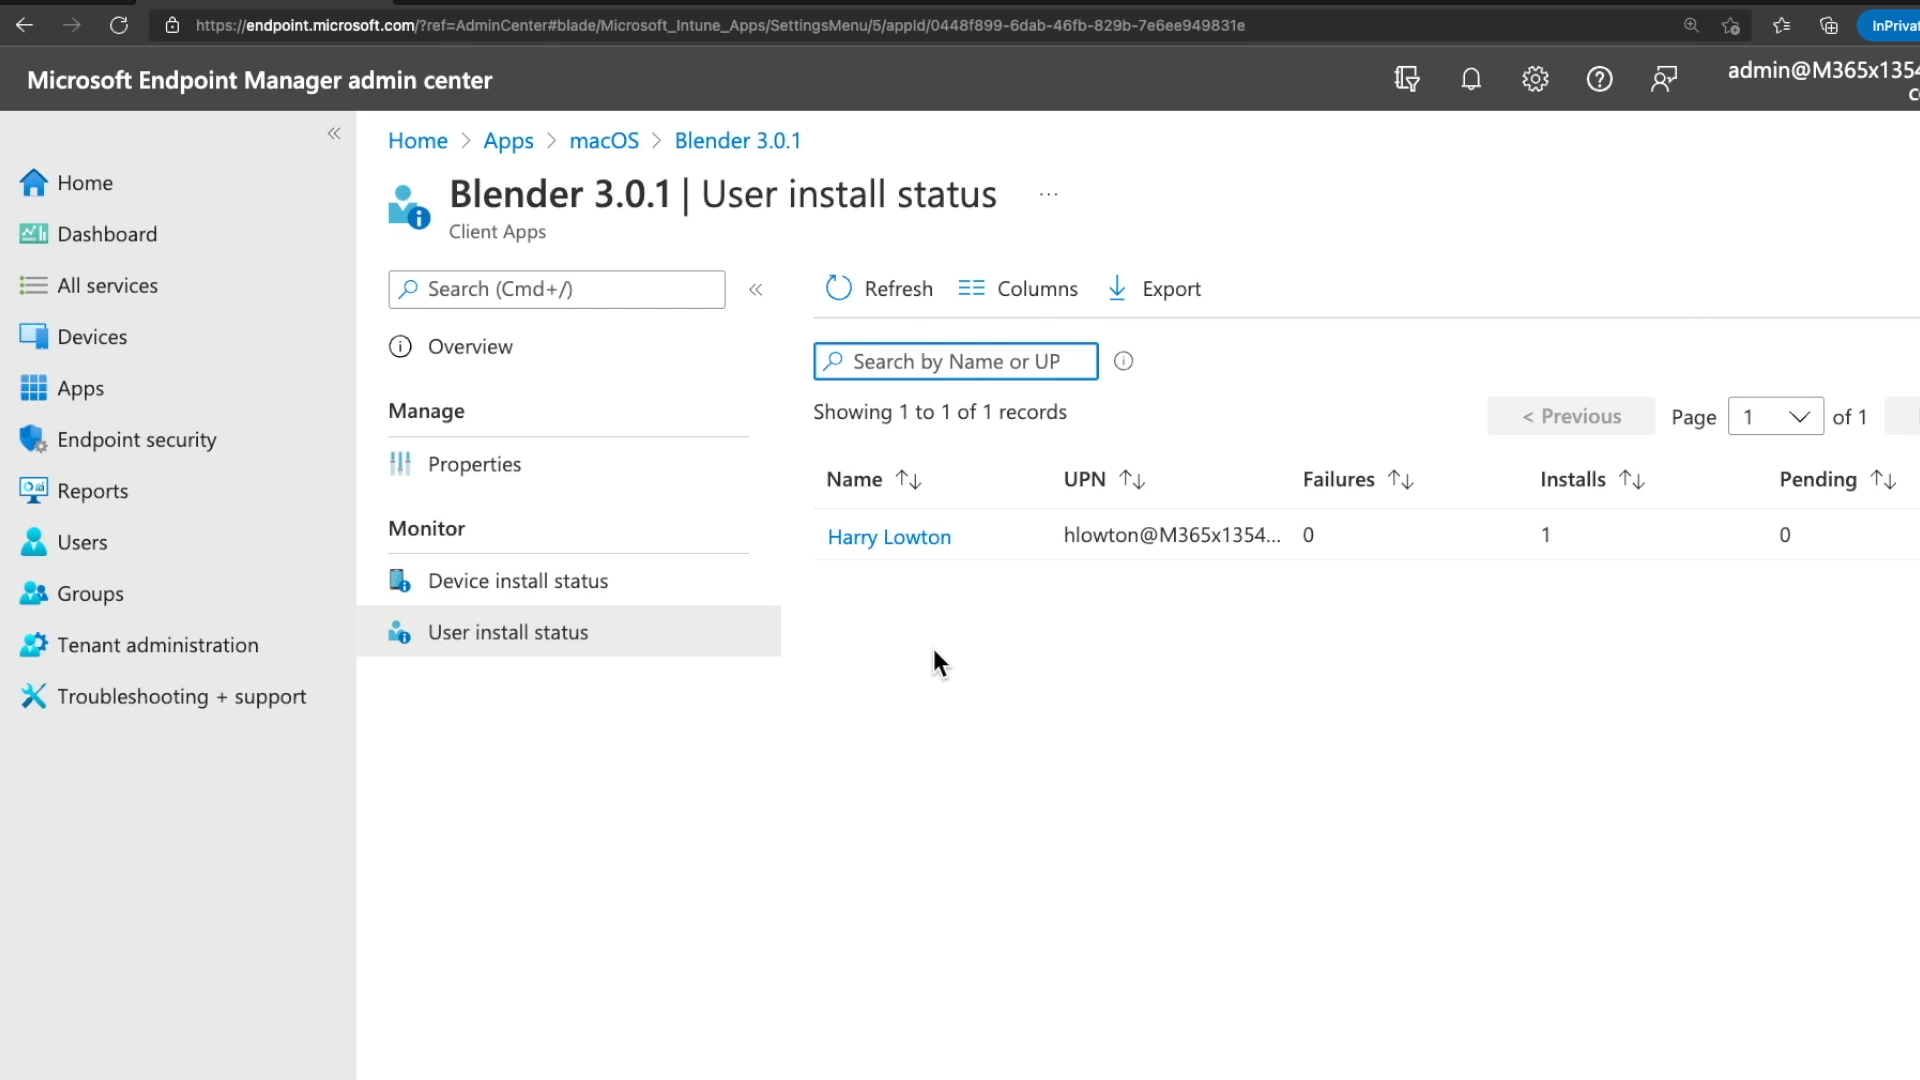 https://endpoint.microsoft.com/?ref=AdminCenter#blade/Microsoft_Intune_Apps/SettingsMenu/5/appId/0448f899-6dab-46fb-829b-7e6ee949831e
Microsoft Endpoint Manager admin center
admin@M365x1354
Home
Dashboard
All services
Devices
Apps
Endpoint security
Reports
Users
Groups
Tenant administration
Troubleshooting + support
Home > Apps > macOS > Blender 3.0.1
Blender 3.0.1 | User install status ...
Client Apps
Search (Cmd+/)
Overview
Manage
Properties
Monitor
Device install status
User install status
Refresh Columns Export
Search by Name or UP
Showing 1 to 1 of 1 records
< Previous Page 1 of 1
Name UPN Failures Installs Pending
Harry Lowton hlowton@M365x1354... 0 1 0